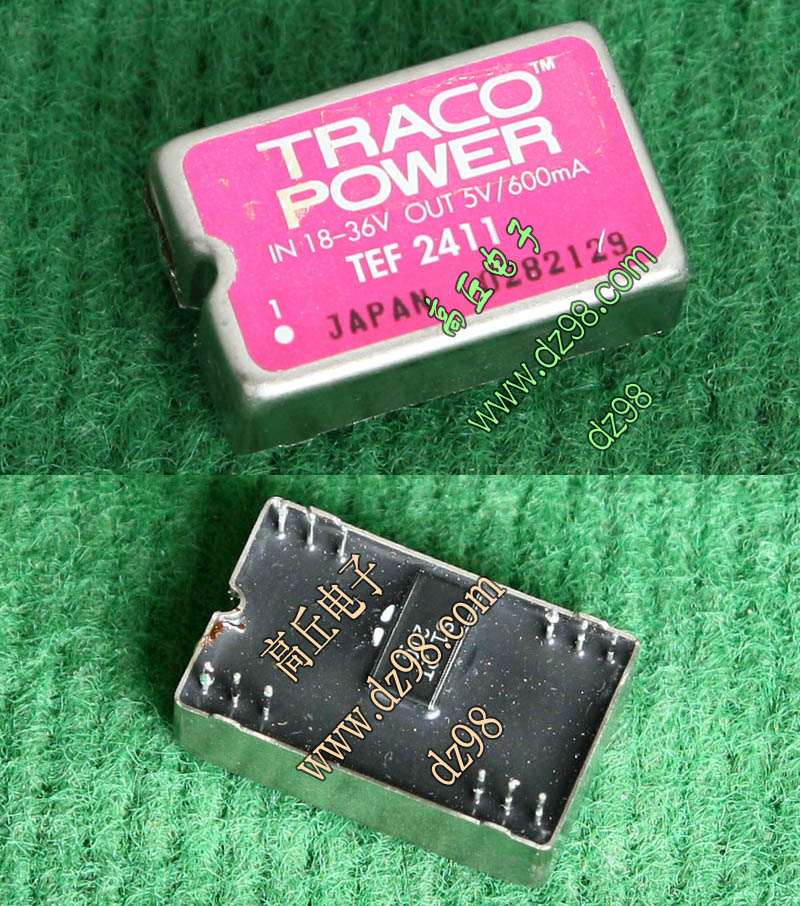 TRACO™
POWER
IN 18–36V OUT 5V/600mA
TEF 2411
1
JAPAN 0282129
高丘电子
www.dz98.com
dz98
高丘电子
www.dz98.com
dz98